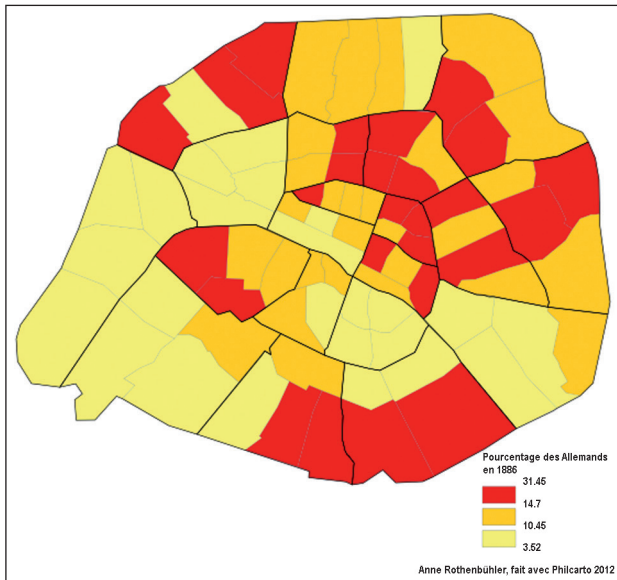 Pourcentage des Allemands
en 1886
31.45
14.7
10.45
3.52
Anne Rothenbühler, fait avec Philcarto 2012